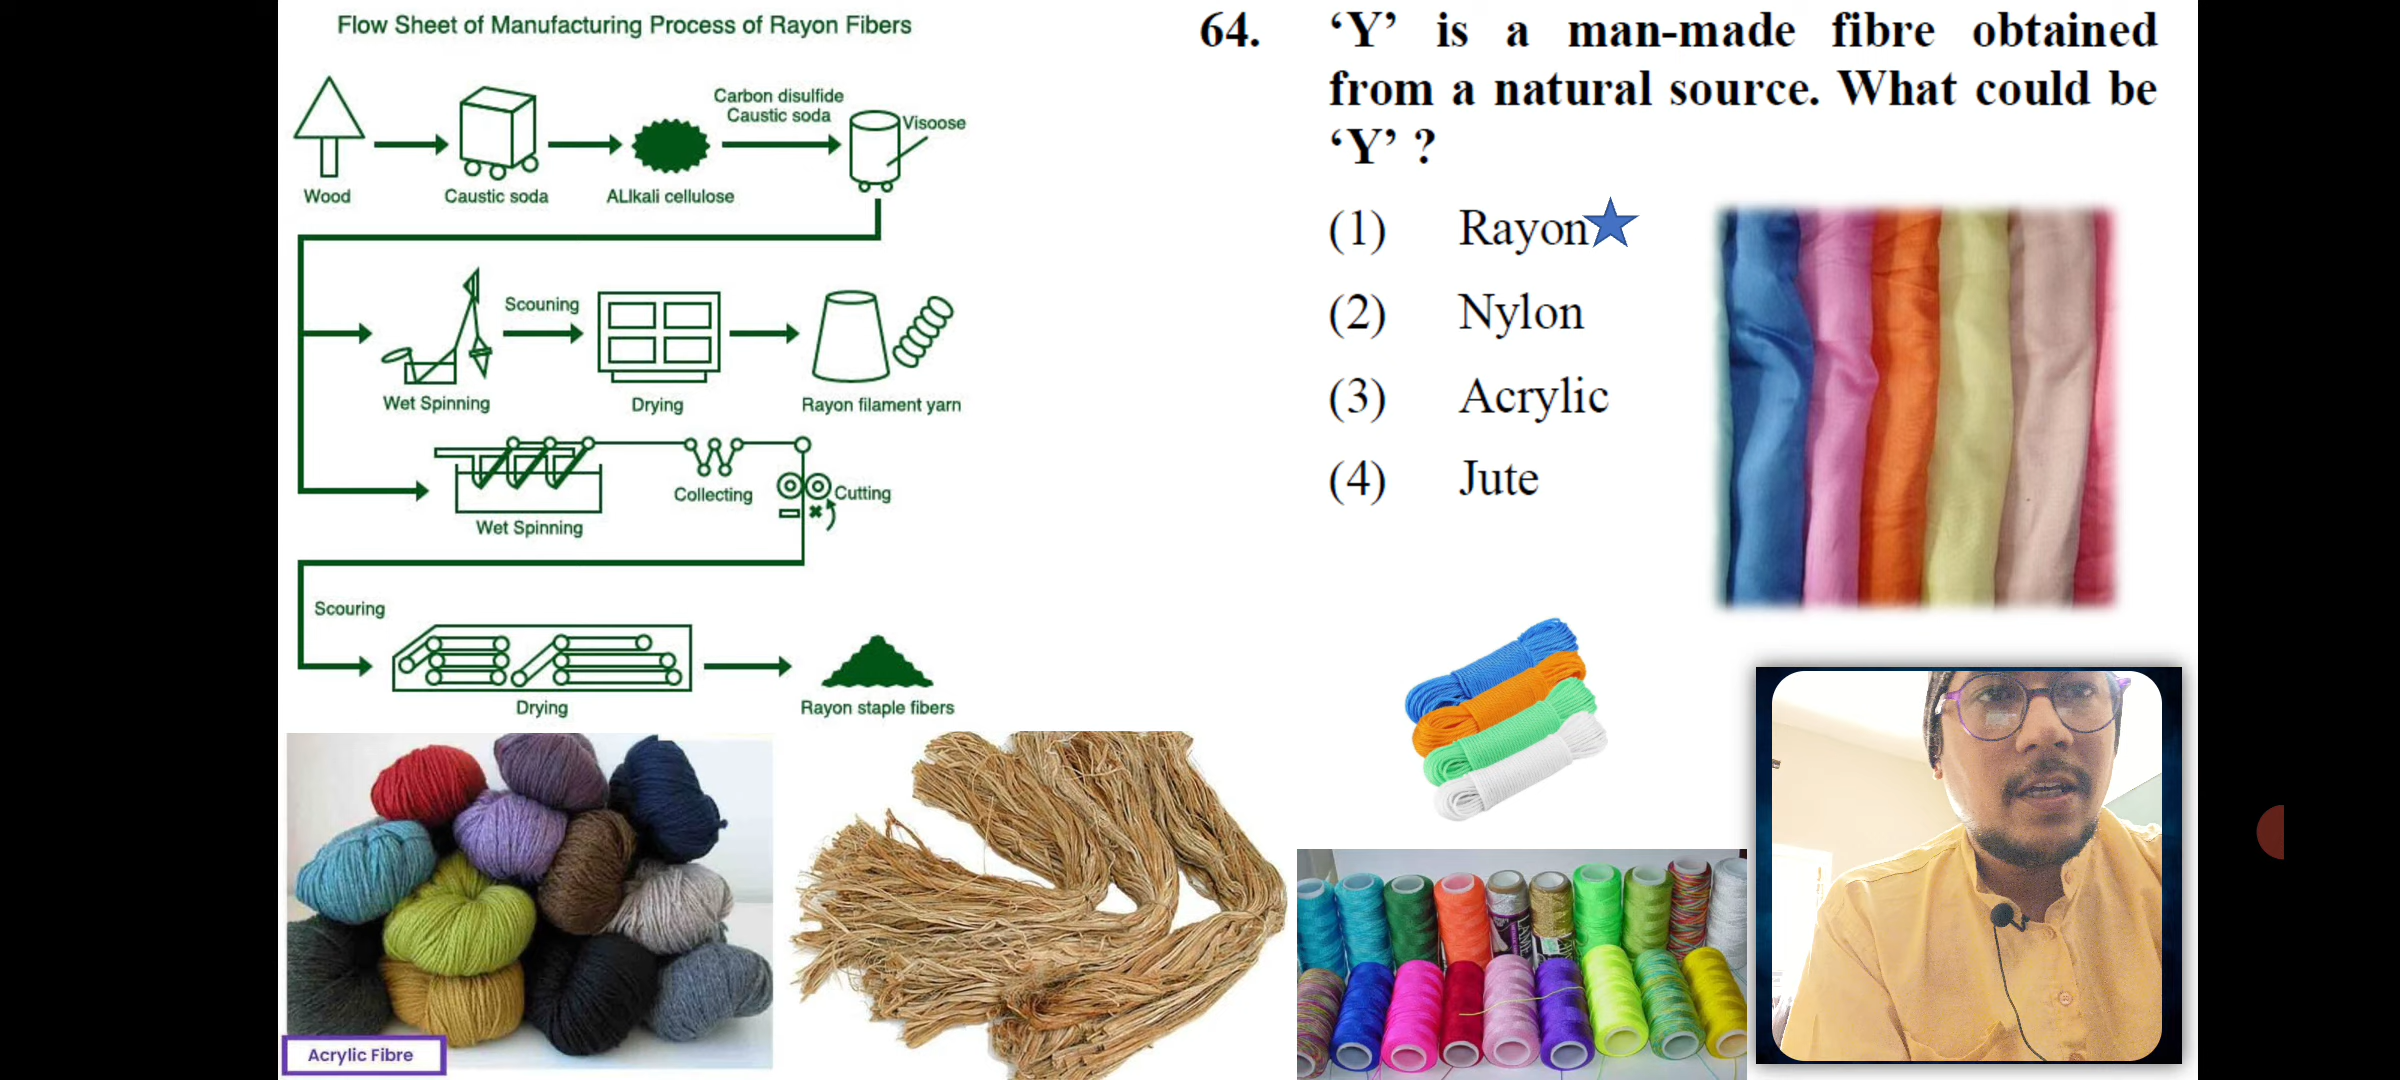 Flow Sheet of Manufacturing Process of Rayon Fibers
Wood
Caustic soda
ALIkali cellulose
Carbon disulfide
Caustic soda
Visoose
Wet Spinning
Scouning
Drying
Rayon filament yarn
Wet Spinning
Collecting
Cutting
Scouring
Drying
Rayon staple fibers
Acrylic Fibre
64. ‘Y’ is a man-made fibre obtained
from a natural source. What could be
‘Y’ ?
(1) Rayon
(2) Nylon
(3) Acrylic
(4) Jute